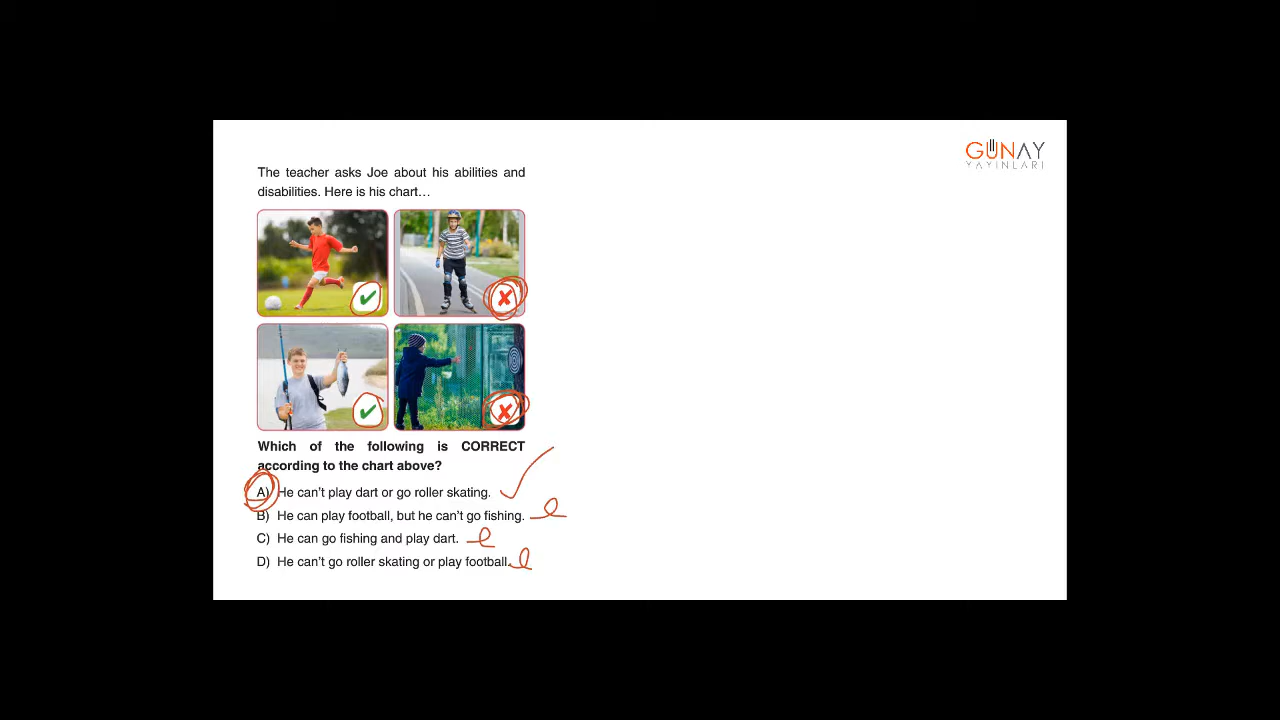 GÜNAY
YAYINLARI
The teacher asks Joe about his abilities and
disabilities. Here is his chart…
Which of the following is CORRECT
according to the chart above?
A) He can't play dart or go roller skating.
B) He can play football, but he can't go fishing.
C) He can go fishing and play dart.
D) He can't go roller skating or play football.